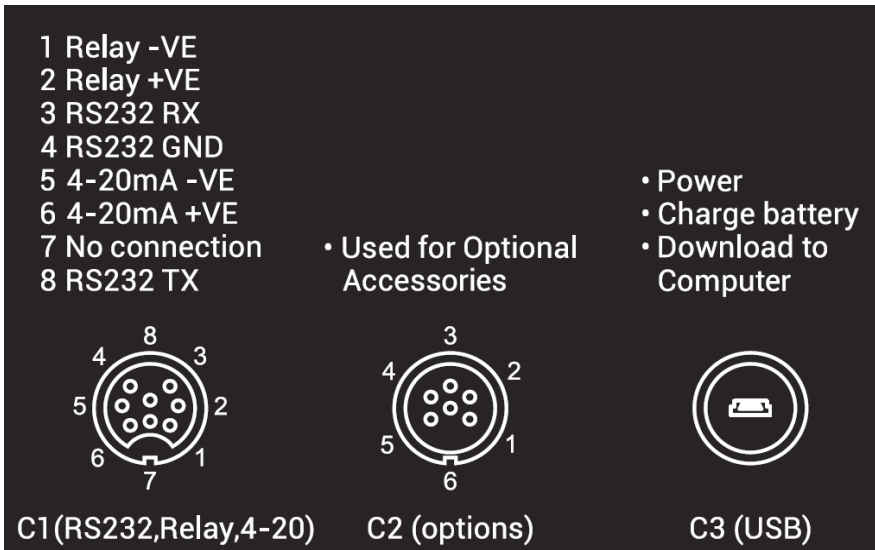 1 Relay -VE
2 Relay +VE
3 RS232 RX
4 RS232 GND
5 4-20mA -VE
6 4-20mA +VE
7 No connection
8 RS232 TX
• Used for Optional
Accessories
• Power
• Charge battery
• Download to
Computer
8
4 3
5 2
6 1
7
C1(RS232,Relay,4-20)
3
4 2
5 1
6
C2 (options)
C3 (USB)